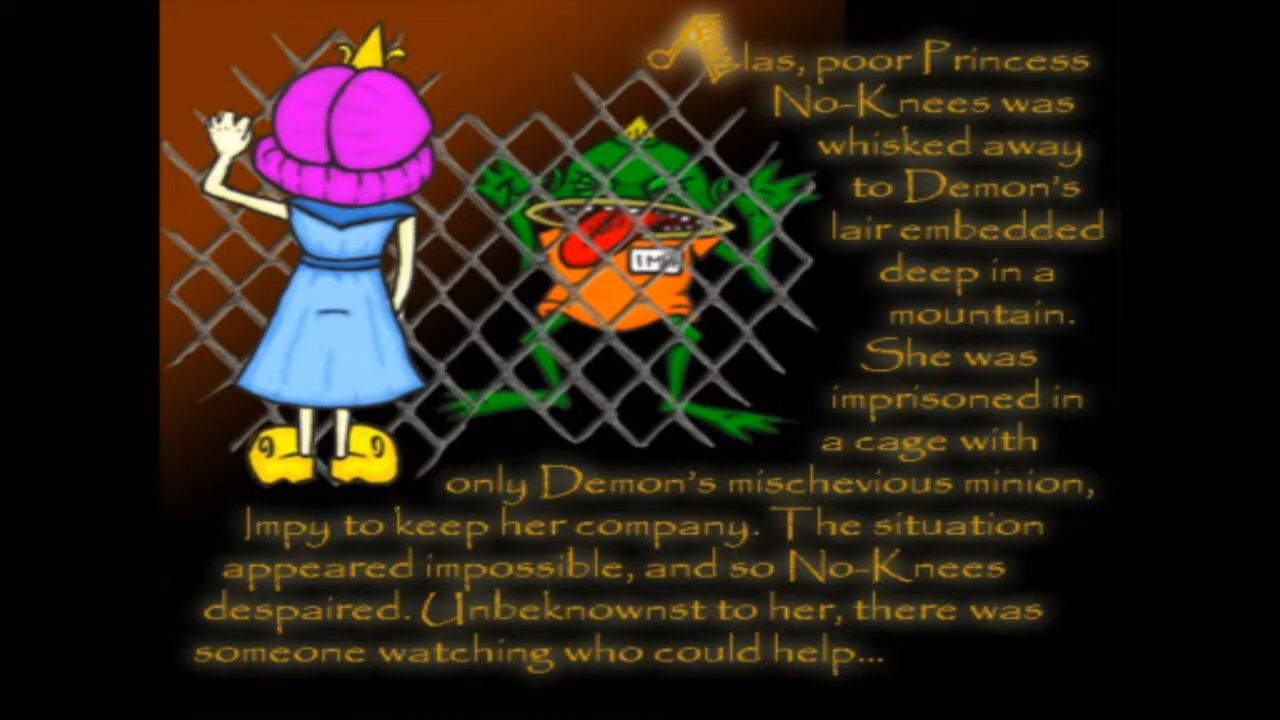 Alas, poor Princess
No-Knees was
whisked away
to Demon's
lair embedded
deep in a
mountain.
She was
imprisoned in
a cage with
only Demon's mischevious minion,
Impy to keep her company. The situation
appeared impossible, and so No-Knees
despaired. Unbeknownst to her, there was
someone watching who could help...